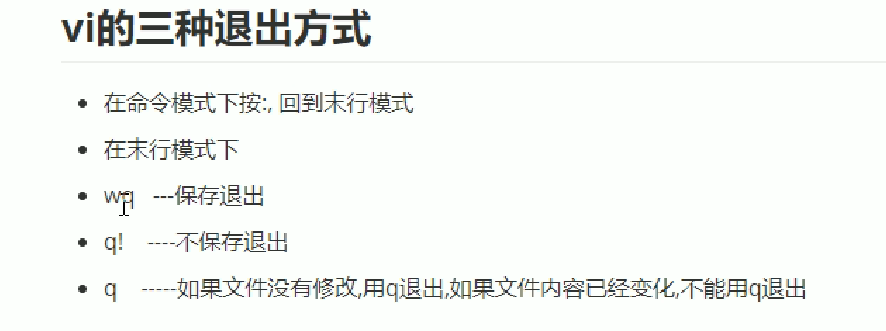 vi的三种退出方式
在命令模式下按:, 回到末行模式
在末行模式下
wq ---保存退出
q! ----不保存退出
q -----如果文件没有修改,用q退出,如果文件内容已经变化,不能用q退出